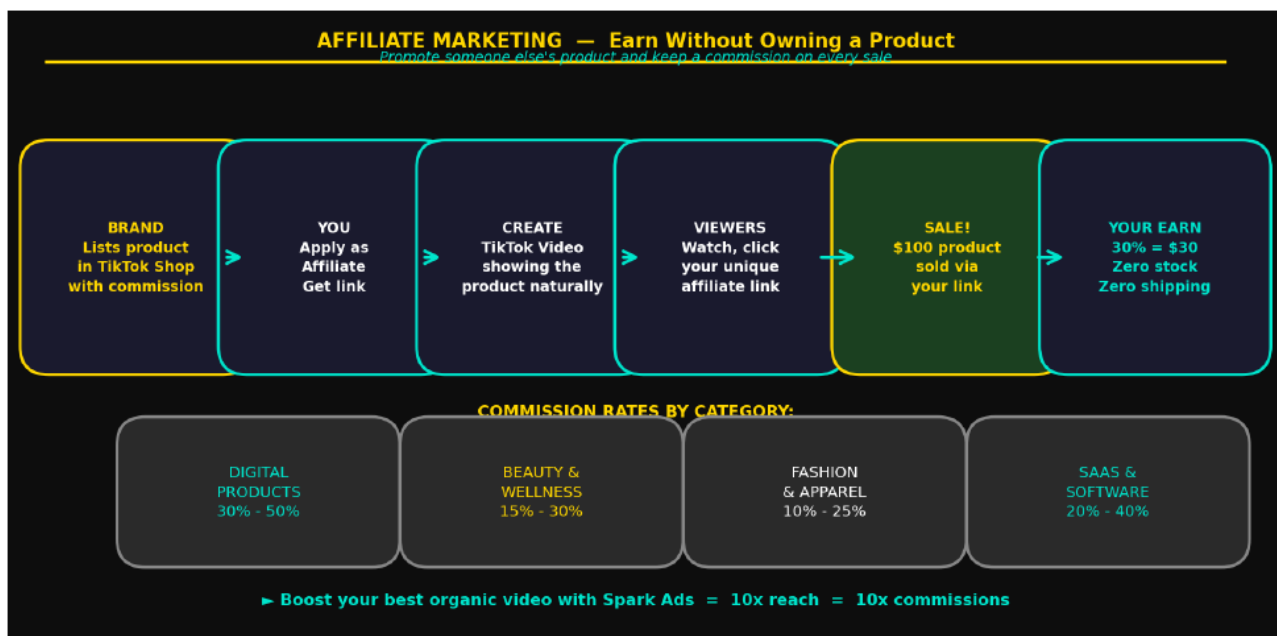 AFFILIATE MARKETING — Earn Without Owning a Product
Promote someone else's product and keep a commission on every sale
BRAND
Lists product
in TikTok Shop
with commission
YOU
Apply as
Affiliate
Get link
CREATE
TikTok Video
showing the
product naturally
VIEWERS
Watch, click
your unique
affiliate link
SALE!
$100 product
sold via
your link
YOUR EARN
30% = $30
Zero stock
Zero shipping
COMMISSION RATES BY CATEGORY:
DIGITAL
PRODUCTS
30% - 50%
BEAUTY &
WELLNESS
15% - 30%
FASHION
& APPAREL
10% - 25%
SAAS &
SOFTWARE
20% - 40%
► Boost your best organic video with Spark Ads = 10x reach = 10x commissions